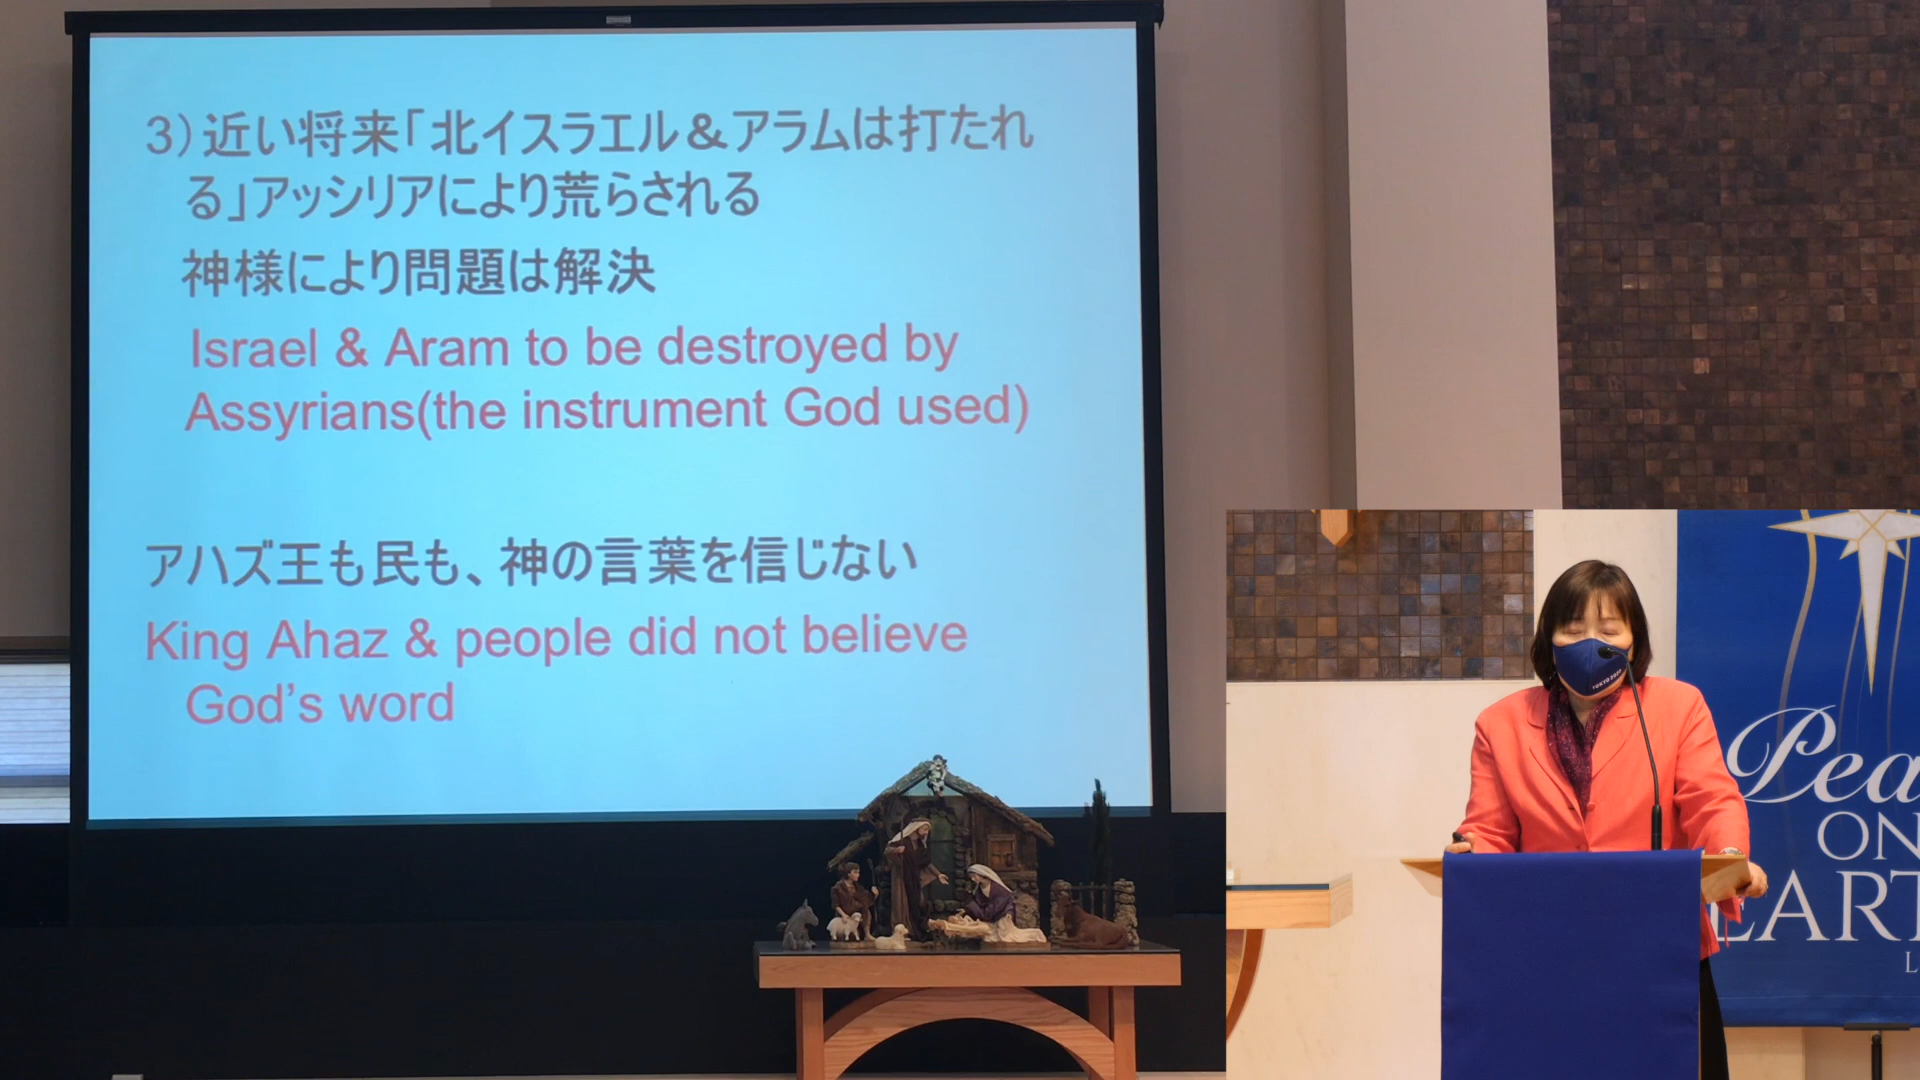 3）近い将来「北イスラエル＆アラムは打たれ
る」アッシリアにより荒らされる
神様により問題は解決
Israel & Aram to be destroyed by
Assyrians(the instrument God used)
アハズ王も民も、神の言葉を信じない
King Ahaz & people did not believe
God's word
TOKYO 2020
Pea
ON
EART
L